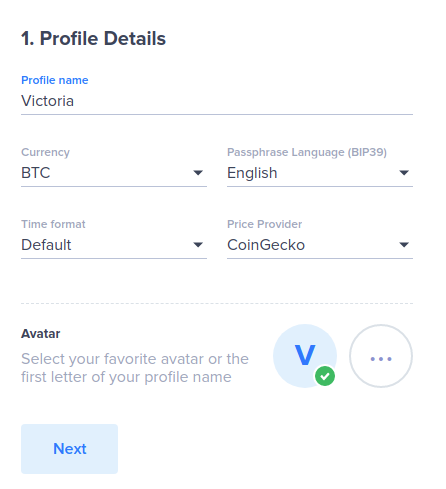 1. Profile Details
Profile name
Victoria
Currency
Passphrase Language (BIP39)
BTC
English
Time format
Price Provider
Default
CoinGecko
Avatar
Select your favorite avatar or the
first letter of your profile name
V
...
Next